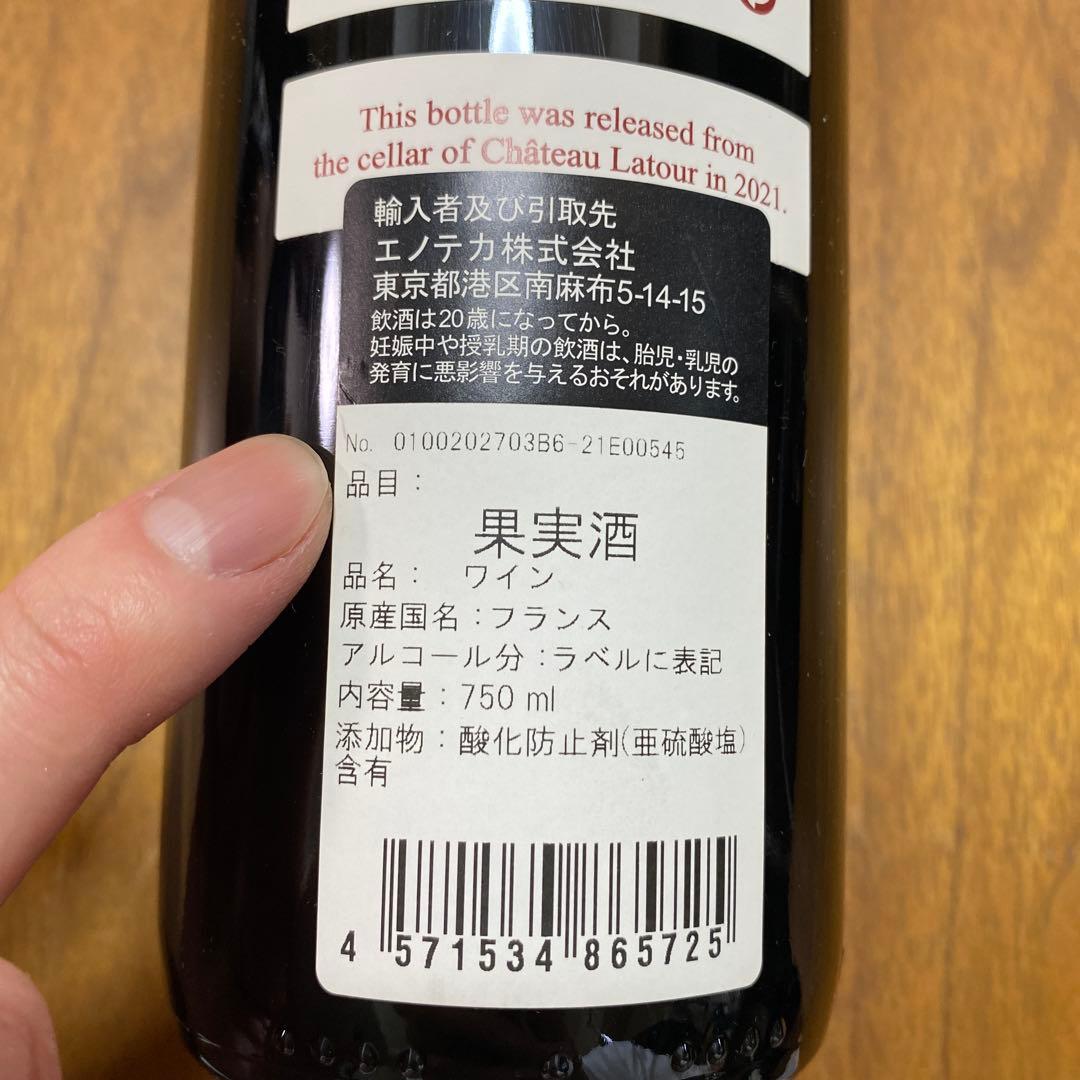 This bottle was released from
the cellar of Château Latour in 2021.
輸入者及び引取先
エノテカ株式会社
東京都港区南麻布5-14-15
飲酒は20歳になってから。
妊娠中や授乳期の飲酒は、胎児・乳児の
発育に悪影響を与えるおそれがあります。
No. 0100202703B6-21E00545
品目：
果実酒
品名： ワイン
原産国名：フランス
アルコール分：ラベルに表記
内容量：750 ml
添加物：酸化防止剤(亜硫酸塩)
含有
4 571534 865725